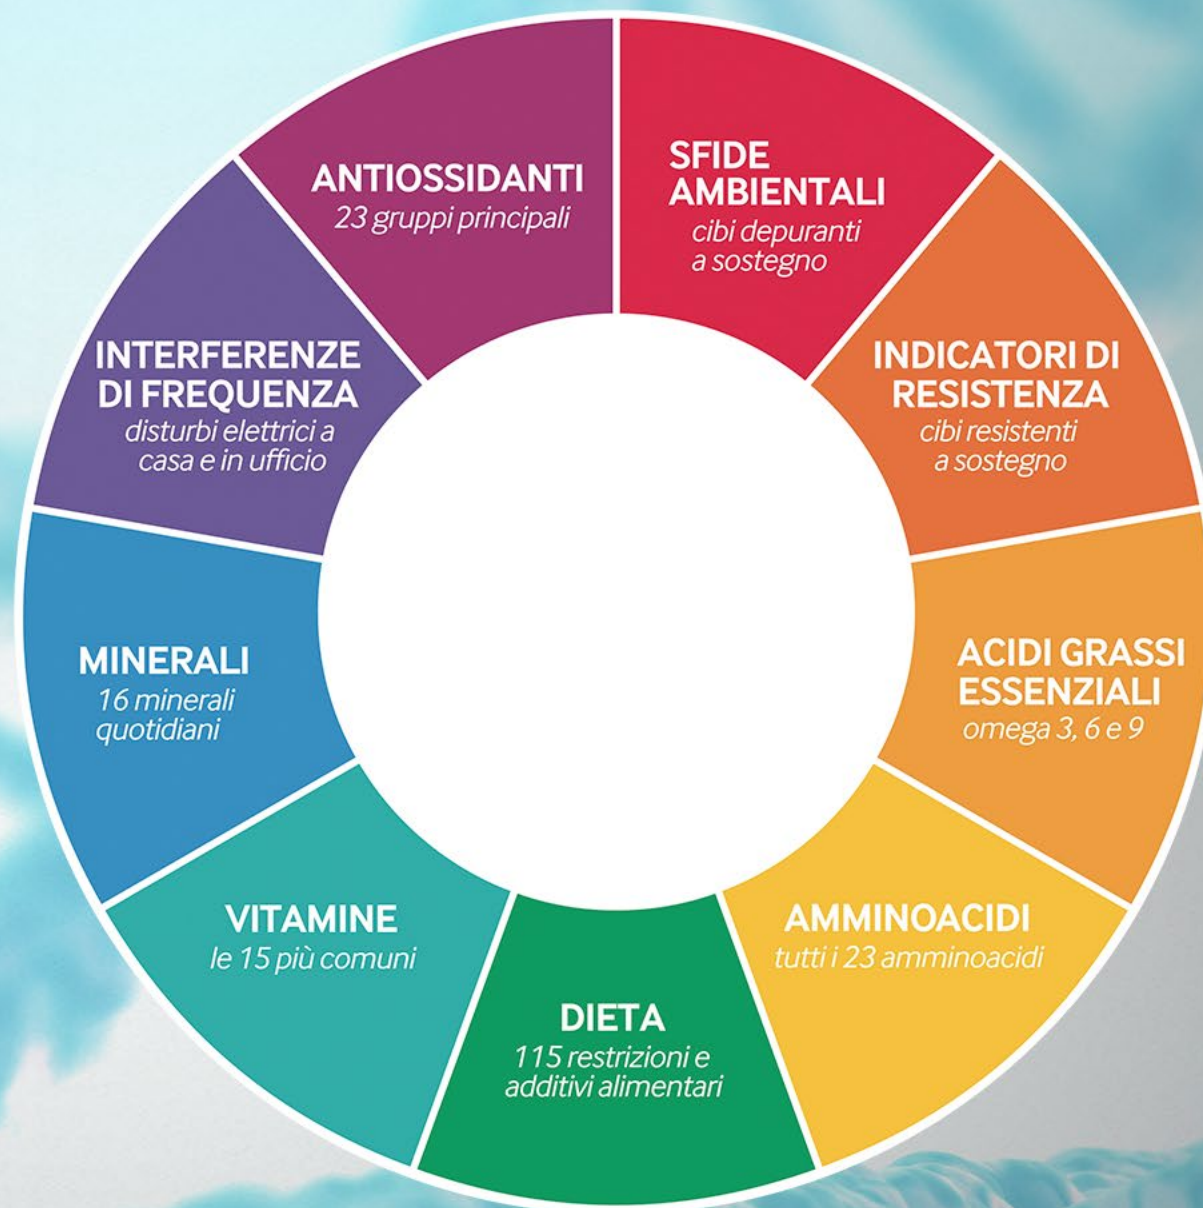 SFIDE
AMBIENTALI
cibi depuranti
a sostegno
INDICATORI DI
RESISTENZA
cibi resistenti
a sostegno
ACIDI GRASSI
ESSENZIALI
omega 3, 6 e 9
AMMINOACIDI
tutti i 23 amminoacidi
DIETA
115 restrizioni e
additivi alimentari
VITAMINE
le 15 più comuni
MINERALI
16 minerali
quotidiani
INTERFERENZE
DI FREQUENZA
disturbi elettrici a
casa e in ufficio
ANTIOSSIDANTI
23 gruppi principali